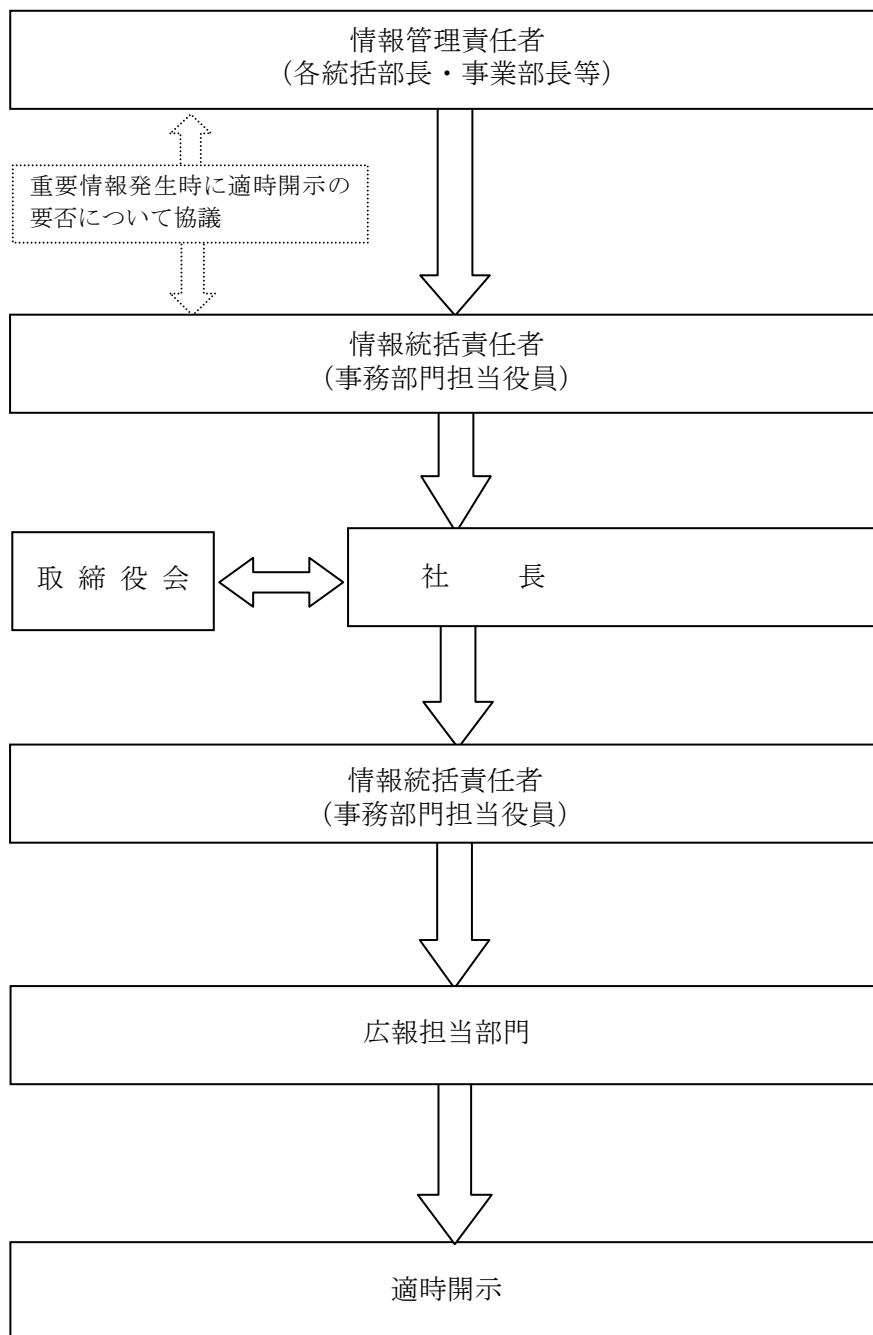 情報管理責任者
（各統括部長・事業部長等）
重要情報発生時に適時開示の
要否について協議
情報統括責任者
（事務部門担当役員）
取 締 役 会
社　　長
情報統括責任者
（事務部門担当役員）
広報担当部門
適時開示